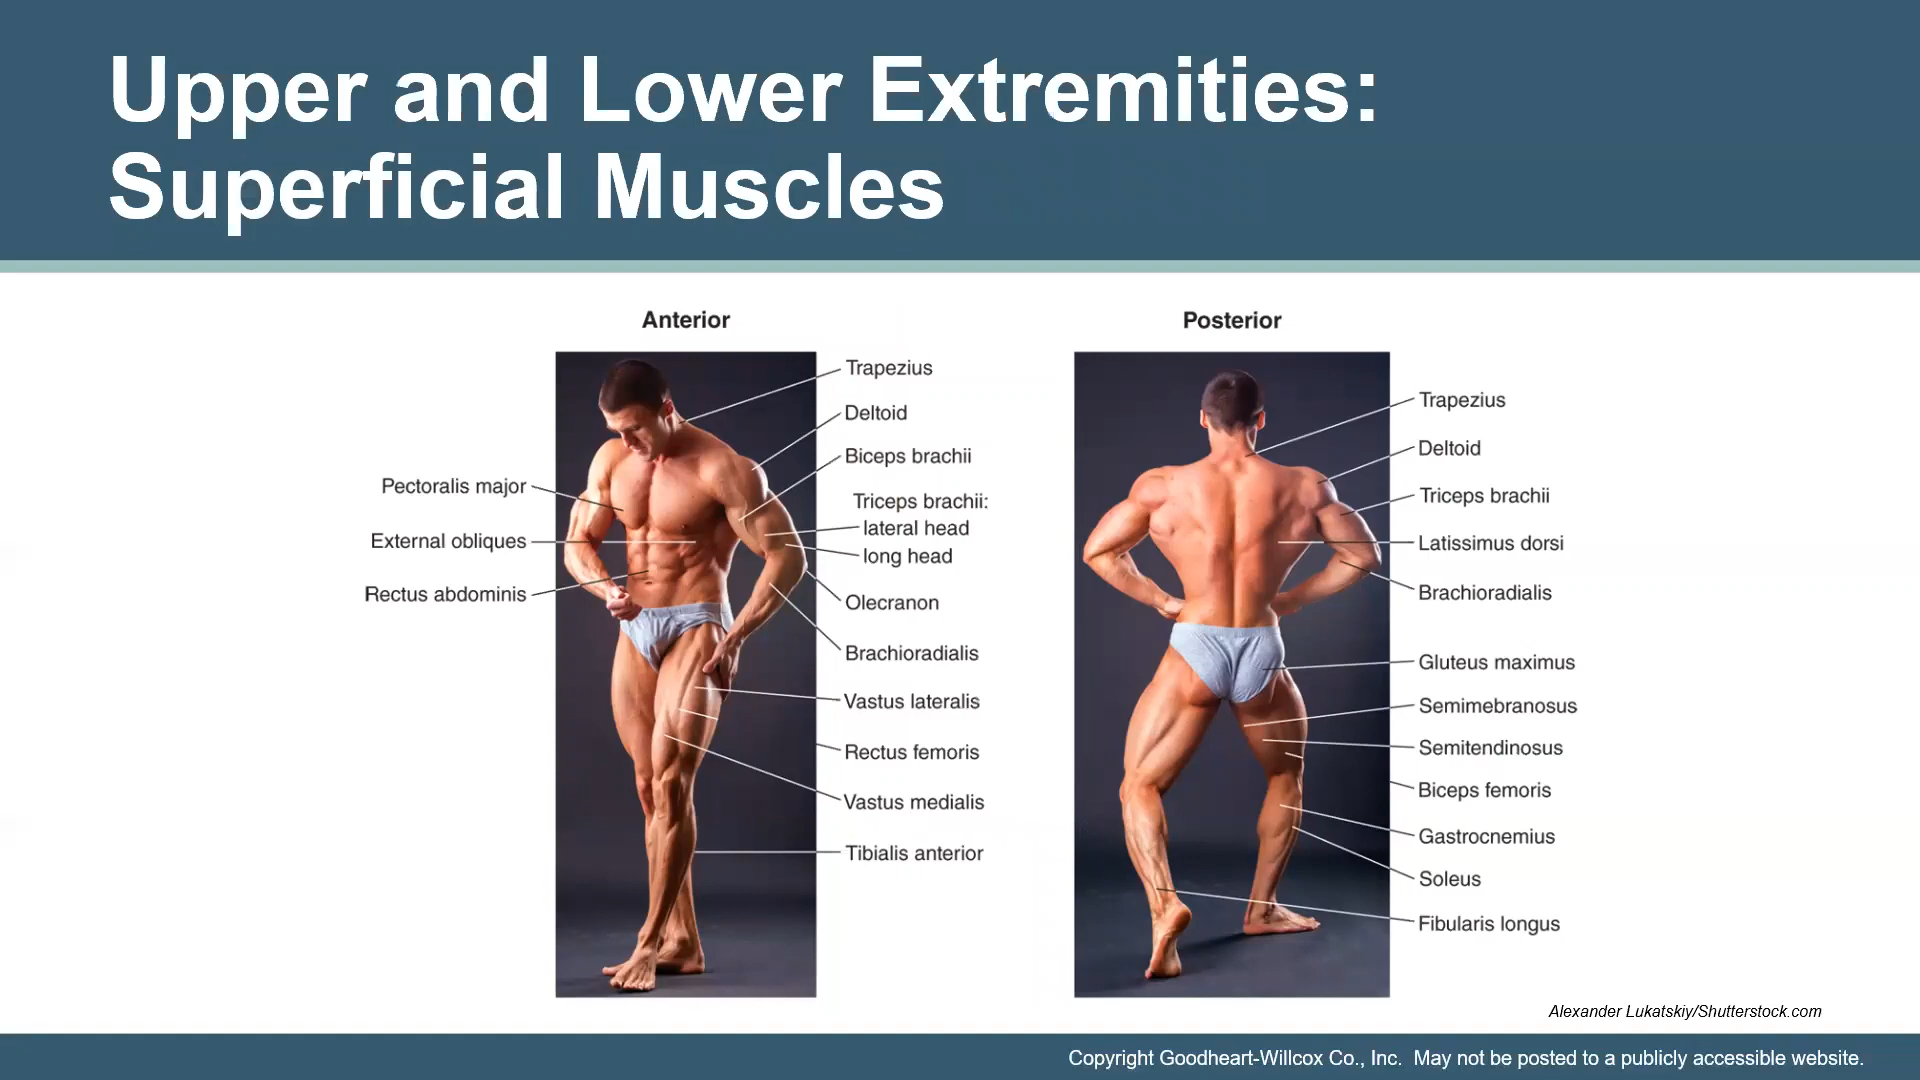 Upper and Lower Extremities:
Superficial Muscles
Anterior
Pectoralis major
External obliques
Rectus abdominis
Trapezius
Deltoid
Biceps brachii
Triceps brachii:
lateral head
long head
Olecranon
Brachioradialis
Vastus lateralis
Rectus femoris
Vastus medialis
Tibialis anterior
Posterior
Trapezius
Deltoid
Triceps brachii
Latissimus dorsi
Brachioradialis
Gluteus maximus
Semimebranosus
Semitendinosus
Biceps femoris
Gastrocnemius
Soleus
Fibularis longus
Alexander Lukatskiy/Shutterstock.com
Copyright Goodheart-Willcox Co., Inc.  May not be posted to a publicly accessible website.